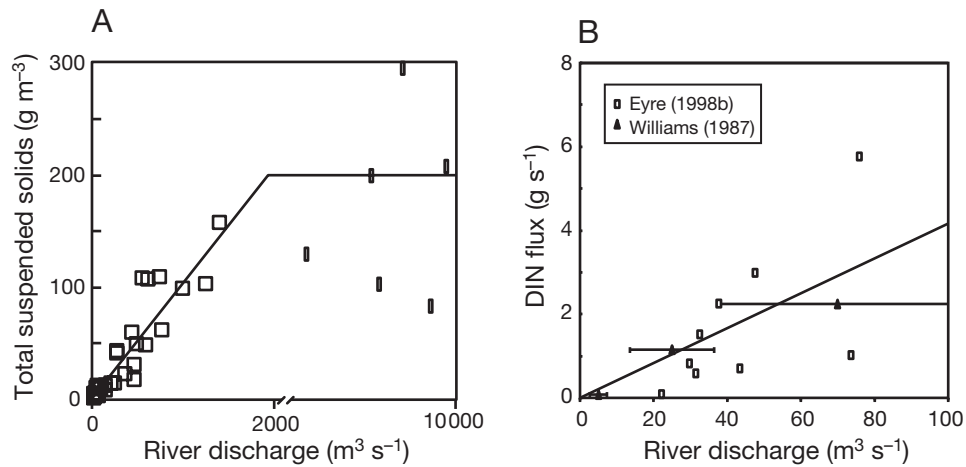 A
Total suspended solids (g m⁻³)
300
200
100
0
0
2000
10000
River discharge (m³ s⁻¹)
B
DIN flux (g s⁻¹)
8
6
4
2
0
Eyre (1998b)
Williams (1987)
0
20
40
60
80
100
River discharge (m³ s⁻¹)